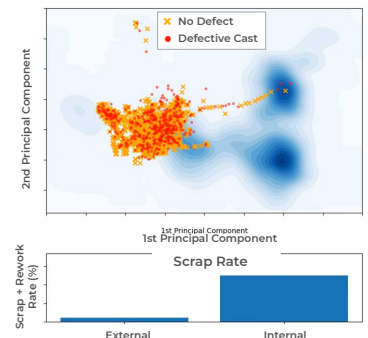 No Defect
Defective Cast
2nd Principal Component
1st Principal Component
1st Principal Component
Scrap Rate
Scrap + Rework
Rate (%)
External
Internal